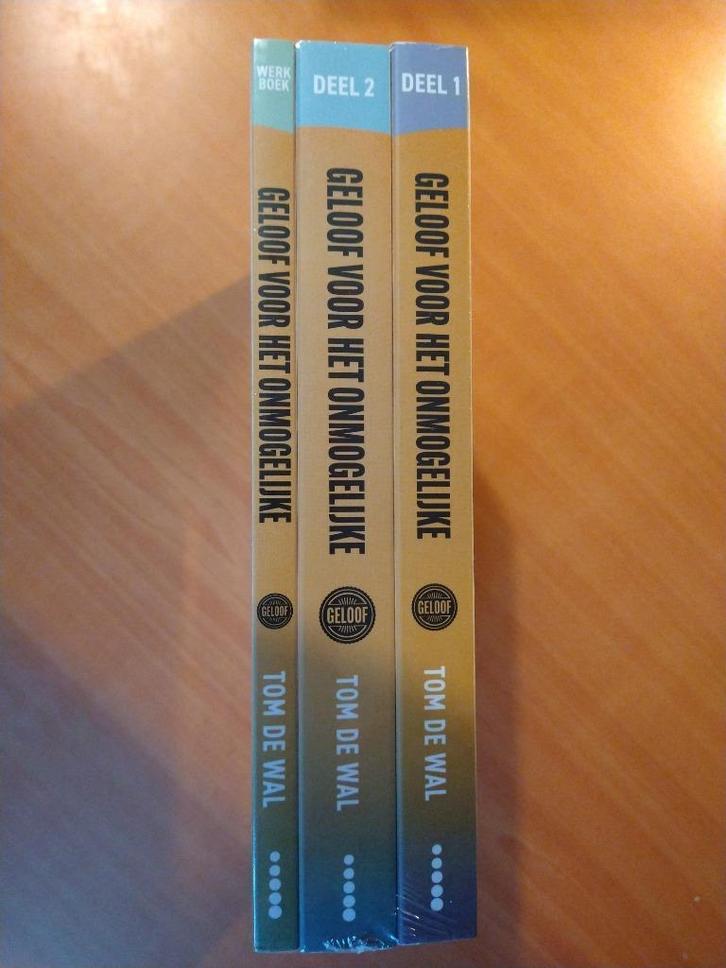 WERK
BOEK
GELOOF VOOR HET ONMOGELIJKE
GELOOF
TOM DE WAL
DEEL 2
GELOOF VOOR HET ONMOGELIJKE
GELOOF
TOM DE WAL
DEEL 1
GELOOF VOOR HET ONMOGELIJKE
GELOOF
TOM DE WAL